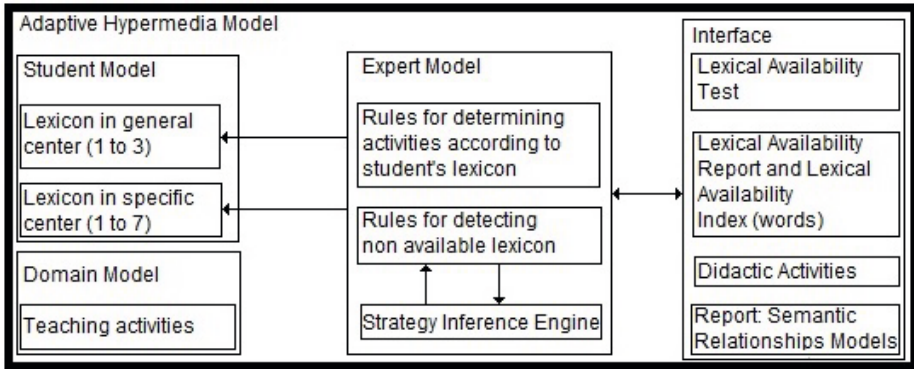 Adaptive Hypermedia Model
Student Model
Lexicon in general
center (1 to 3)
Lexicon in specific
center (1 to 7)
Domain Model
Teaching activities
Expert Model
Rules for determining
activities according to
student's lexicon
Rules for detecting
non available lexicon
Strategy Inference Engine
Interface
Lexical Availability
Test
Lexical Availability
Report and Lexical
Availability
Index (words)
Didactic Activities
Report: Semantic
Relationships Models